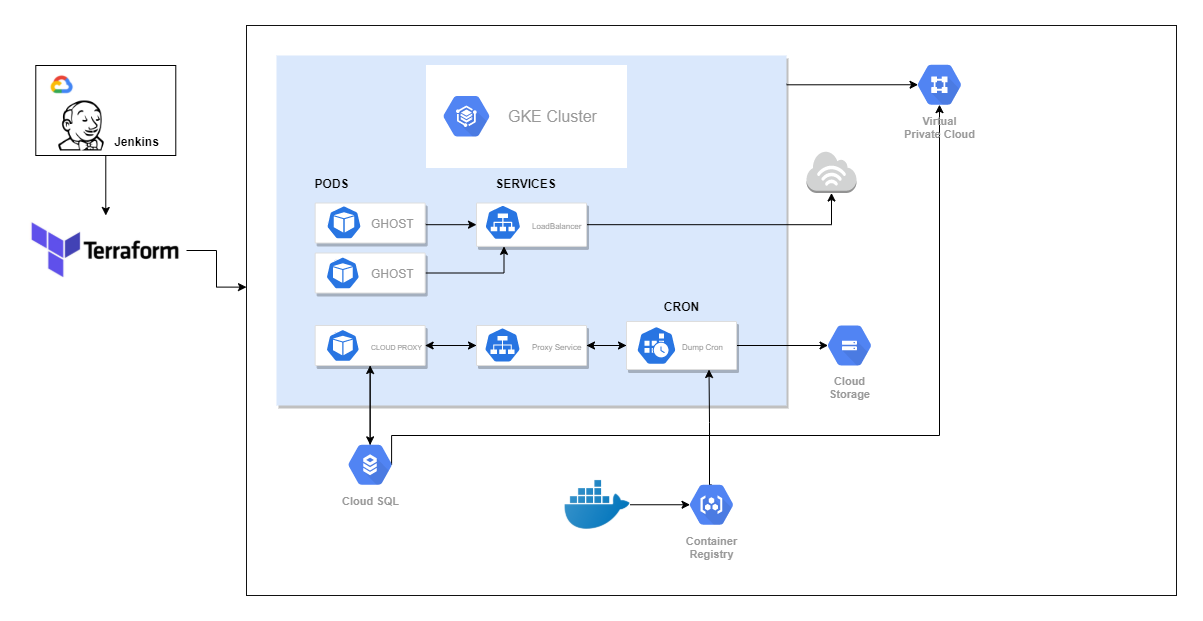 Jenkins
Terraform
GKE Cluster
PODS
SERVICES
GHOST
LoadBalancer
GHOST
CRON
CLOUD PROXY
Proxy Service
Dump Cron
Virtual
Private Cloud
Cloud
Storage
Cloud SQL
Container
Registry